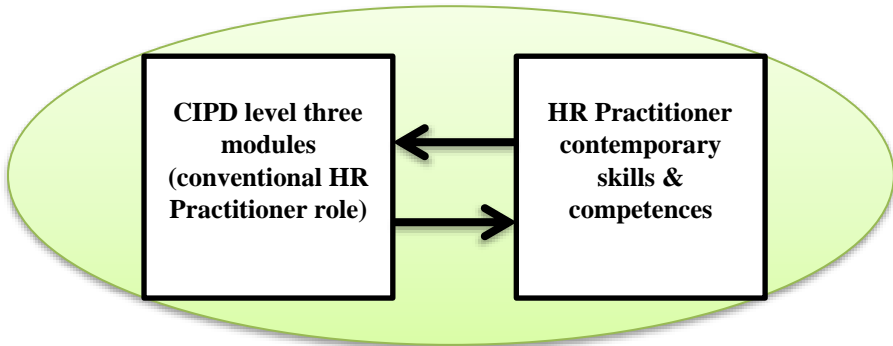 CIPD level three
modules
(conventional HR
Practitioner role)
HR Practitioner
contemporary
skills &
competences